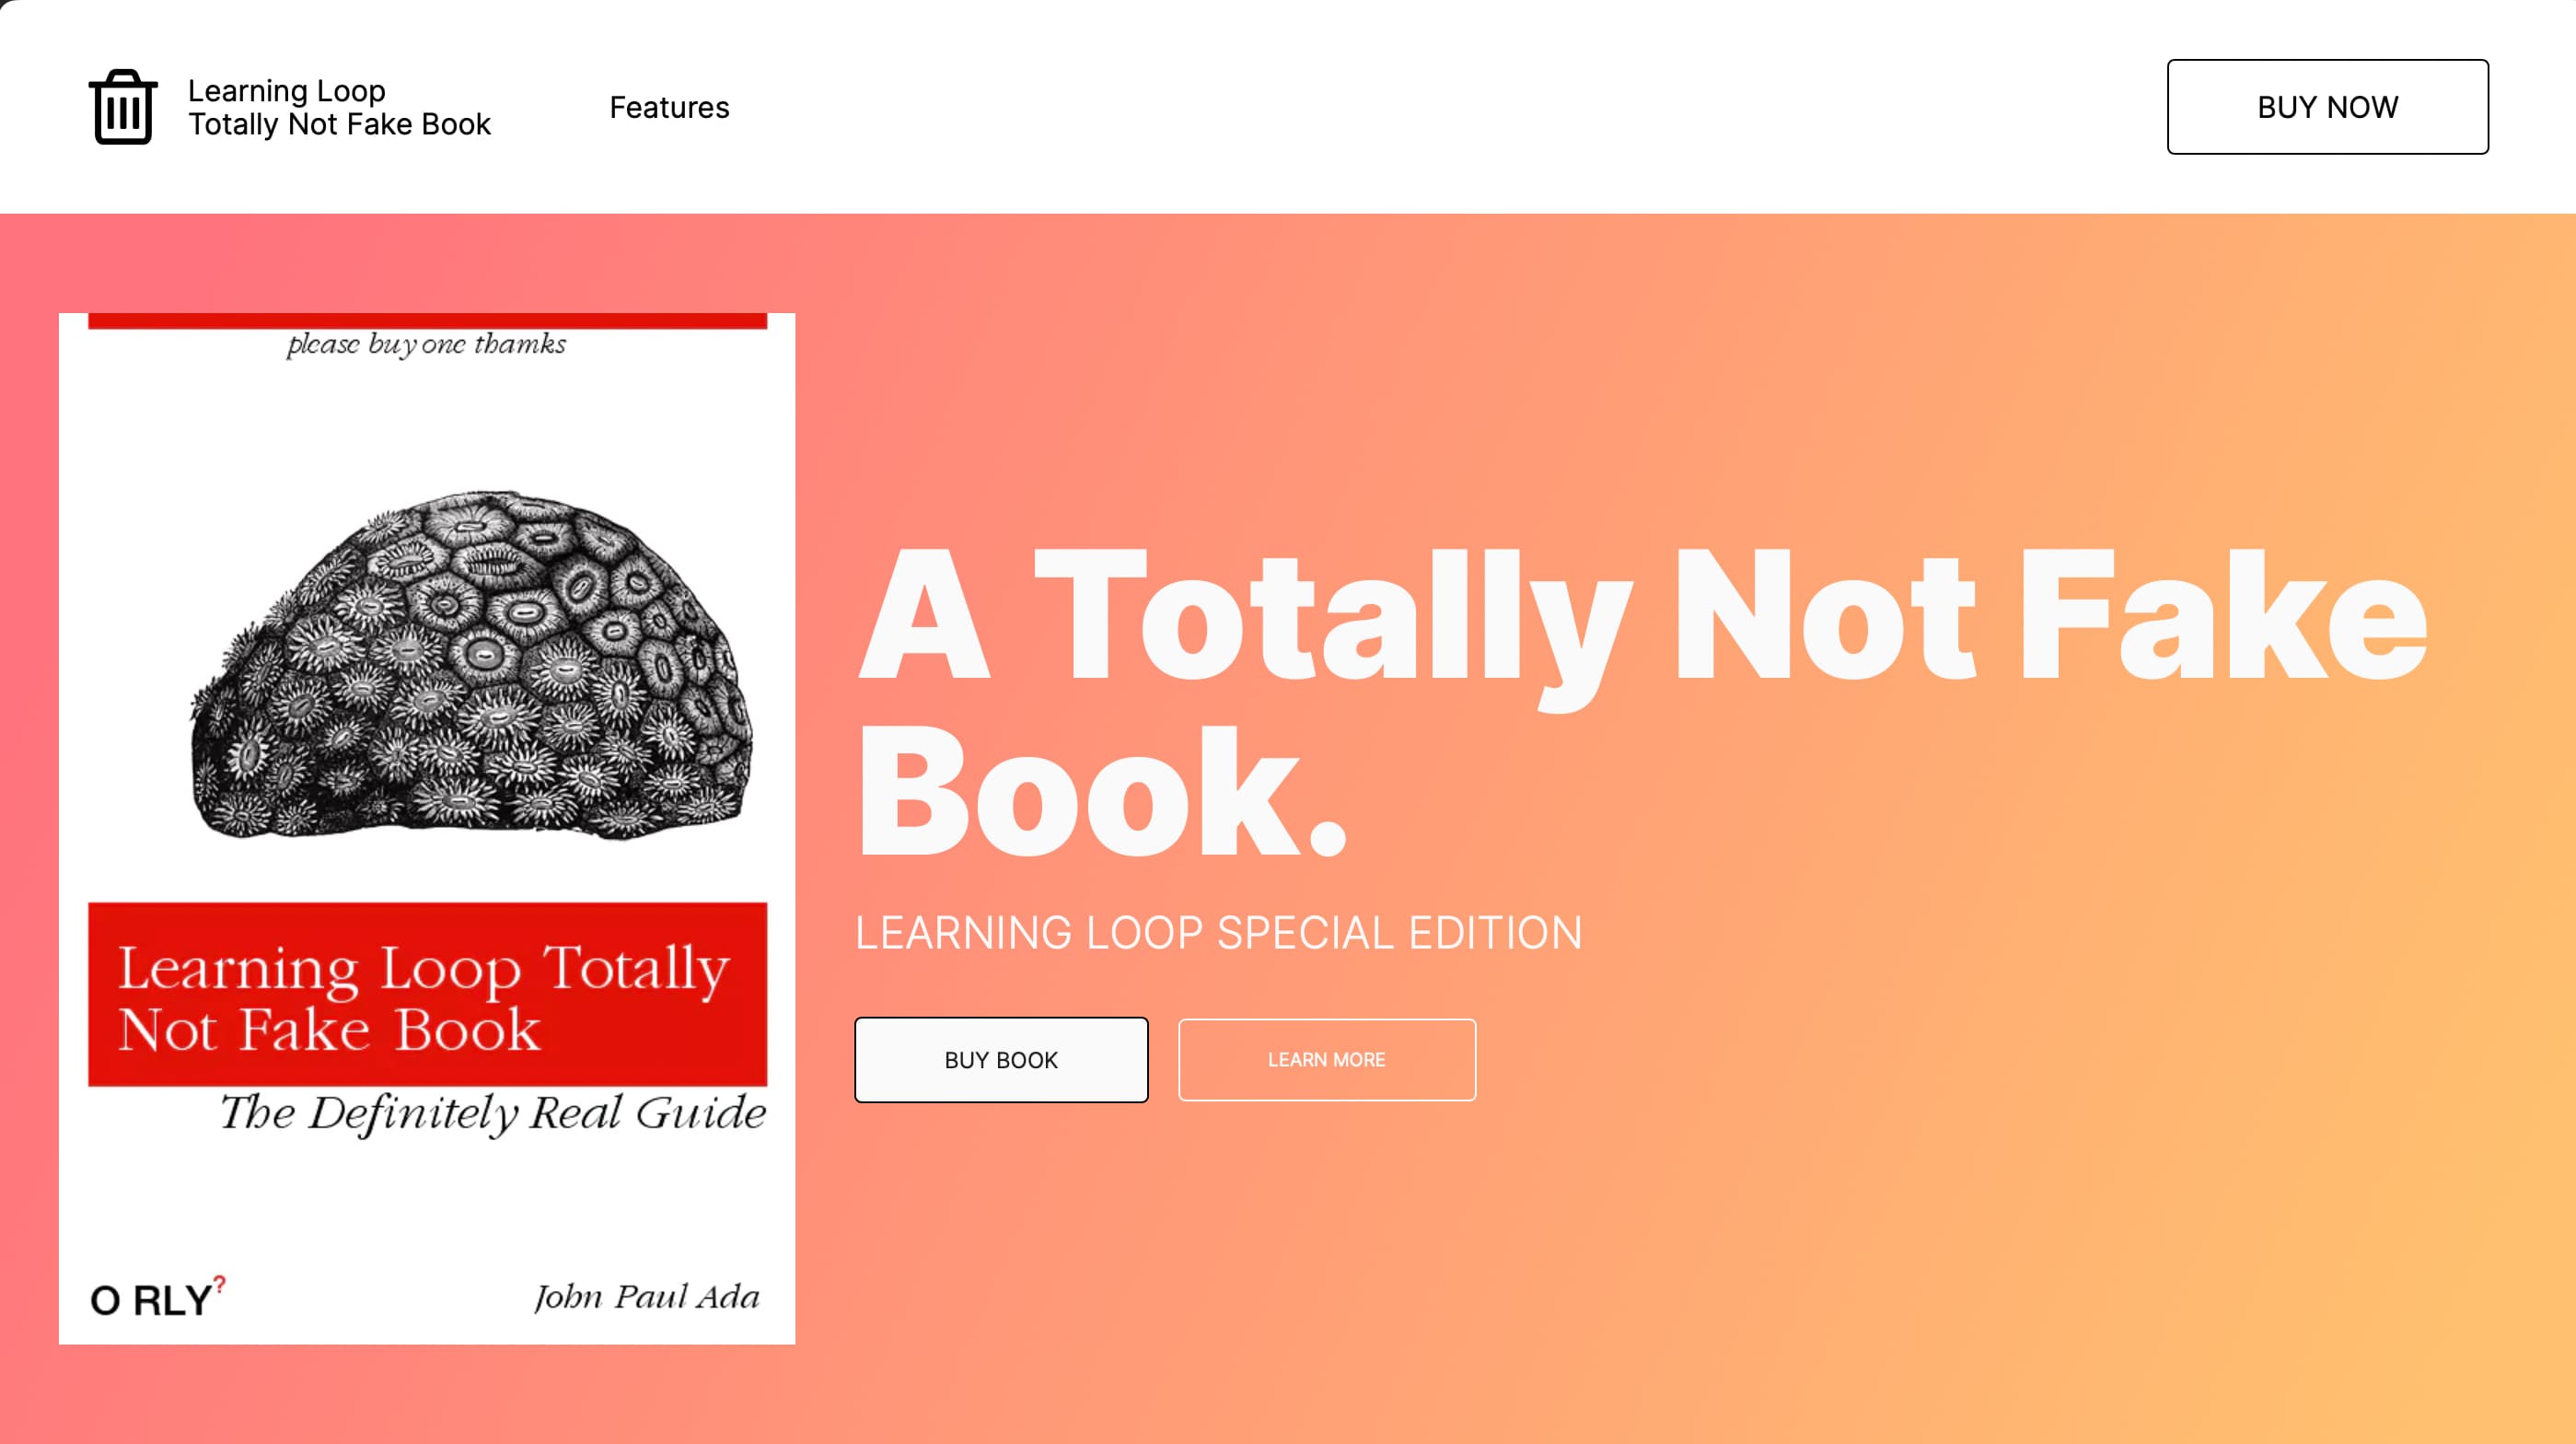 Learning Loop
Totally Not Fake Book
Features
BUY NOW
please buy one thamks
Learning Loop Totally
Not Fake Book
The Definitely Real Guide
O RLY?
John Paul Ada
A Totally Not Fake
Book.
LEARNING LOOP SPECIAL EDITION
BUY BOOK
LEARN MORE